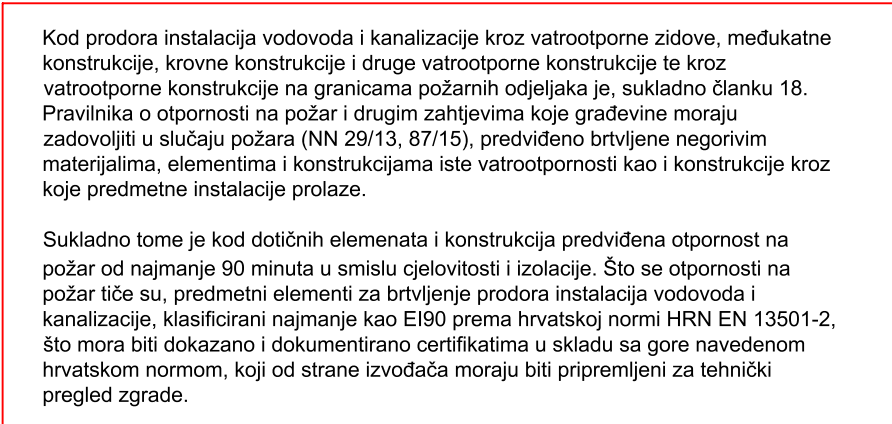 Kod prodora instalacija vodovoda i kanalizacije kroz vatrootporne zidove, međukatne
konstrukcije, krovne konstrukcije i druge vatrootporne konstrukcije te kroz
vatrootporne konstrukcije na granicama požarnih odjeljaka je, sukladno članku 18.
Pravilnika o otpornosti na požar i drugim zahtjevima koje građevine moraju
zadovoljiti u slučaju požara (NN 29/13, 87/15), predviđeno brtvljene negorivim
materijalima, elementima i konstrukcijama iste vatrootpornosti kao i konstrukcije kroz
koje predmetne instalacije prolaze.
Sukladno tome je kod dotičnih elemenata i konstrukcija predviđena otpornost na
požar od najmanje 90 minuta u smislu cjelovitosti i izolacije. Što se otpornosti na
požar tiče su, predmetni elementi za brtvljenje prodora instalacija vodovoda i
kanalizacije, klasificirani najmanje kao EI90 prema hrvatskoj normi HRN EN 13501-2,
što mora biti dokazano i dokumentirano certifikatima u skladu sa gore navedenom
hrvatskom normom, koji od strane izvođača moraju biti pripremljeni za tehnički
pregled zgrade.